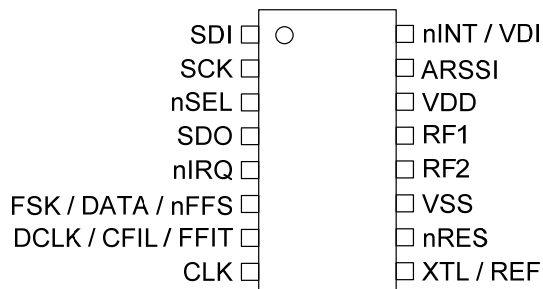 SDI
SCK
nSEL
SDO
nIRQ
FSK / DATA / nFFS
DCLK / CFIL / FFIT
CLK
nINT / VDI
ARSSI
VDD
RF1
RF2
VSS
nRES
XTL / REF